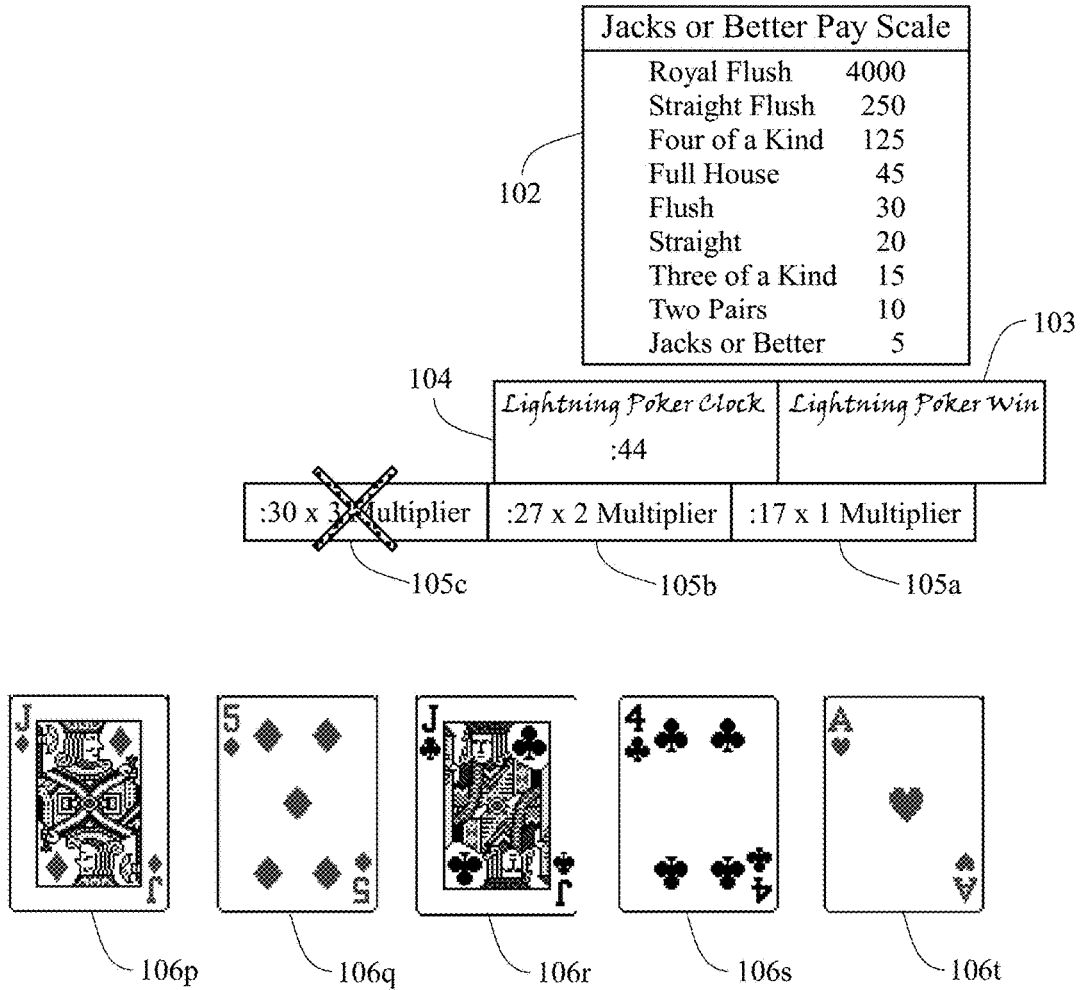 Jacks or Better Pay Scale
Royal Flush 4000
Straight Flush 250
Four of a Kind 125
Full House 45
Flush 30
Straight 20
Three of a Kind 15
Two Pairs 10
Jacks or Better 5
102
103
104
Lightning Poker Clock
:44
Lightning Poker Win
:30 x 3 Multiplier
:27 x 2 Multiplier
:17 x 1 Multiplier
105c
105b
105a
J
5
J
4
A
J
5
J
4
A
106p
106q
106r
106s
106t